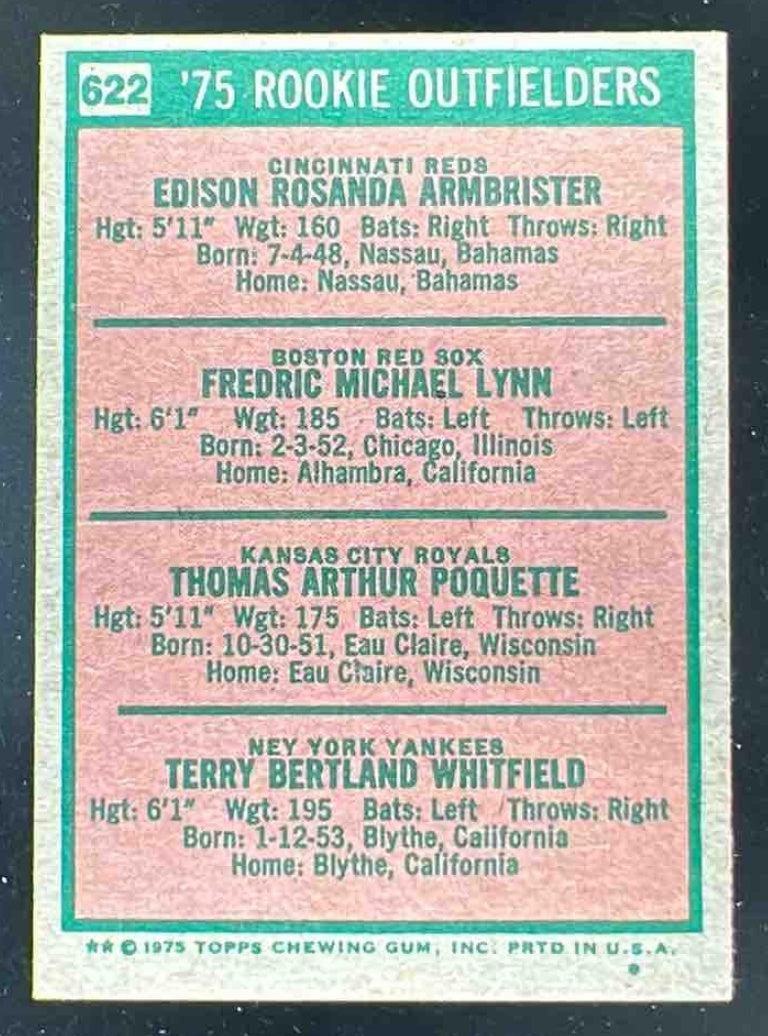 622 '75 ROOKIE OUTFIELDERS
CINCINNATI REDS
EDISON ROSANDA ARMBRISTER
Hgt: 5'11" Wgt: 160 Bats: Right Throws: Right
Born: 7-4-48, Nassau, Bahamas
Home: Nassau, Bahamas
BOSTON RED SOX
FREDRIC MICHAEL LYNN
Hgt: 6'1" Wgt: 185 Bats: Left Throws: Left
Born: 2-3-52, Chicago, Illinois
Home: Alhambra, California
KANSAS CITY ROYALS
THOMAS ARTHUR POQUETTE
Hgt: 5'11" Wgt: 175 Bats: Left Throws: Right
Born: 10-30-51, Eau Claire, Wisconsin
Home: Eau Claire, Wisconsin
NEY YORK YANKEES
TERRY BERTLAND WHITFIELD
Hgt: 6'1" Wgt: 195 Bats: Left Throws: Right
Born: 1-12-53, Blythe, California
Home: Blythe, California
★★ © 1975 TOPPS CHEWING GUM, INC. PRTD IN U.S.A.